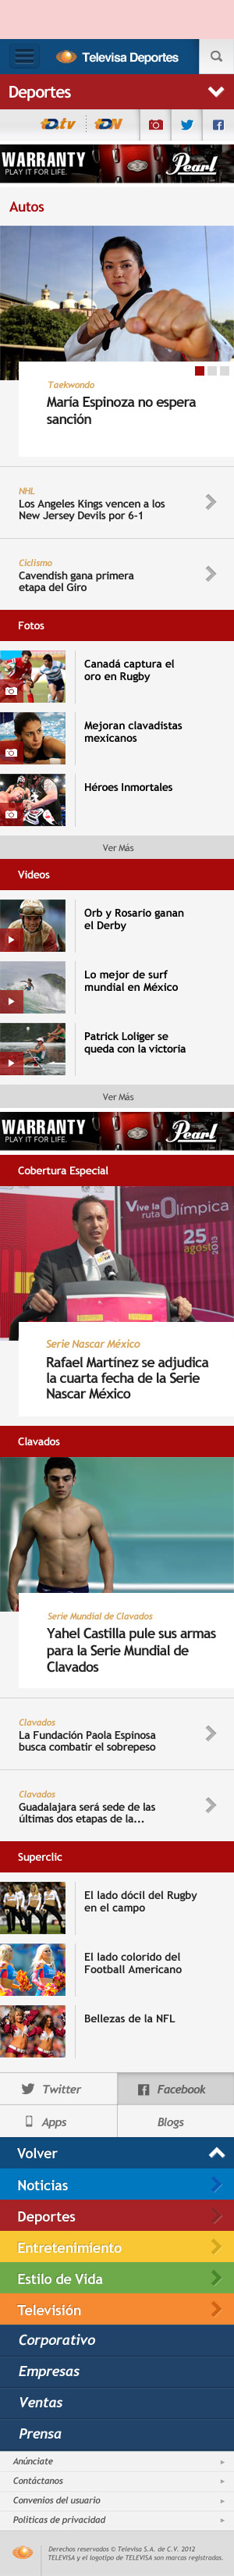 Televisa Deportes
Deportes
TD tv TDN
WARRANTY
PLAY IT FOR LIFE.
Pearl
Autos
Taekwondo
María Espinoza no espera
sanción
NHL
Los Angeles Kings vencen a los
New Jersey Devils por 6-1
Ciclismo
Cavendish gana primera
etapa del Giro
Fotos
Canadá captura el
oro en Rugby
Mejoran clavadistas
mexicanos
Héroes Inmortales
Ver Más
Videos
Orb y Rosario ganan
el Derby
Lo mejor de surf
mundial en México
Patrick Loliger se
queda con la victoria
Ver Más
WARRANTY
PLAY IT FOR LIFE.
Pearl
Cobertura Especial
Vive la
ruta Olímpica
25
agosto
2013
Serie Nascar México
Rafael Martínez se adjudica
la cuarta fecha de la Serie
Nascar México
Clavados
Serie Mundial de Clavados
Yahel Castilla pule sus armas
para la Serie Mundial de
Clavados
Clavados
La Fundación Paola Espinosa
busca combatir el sobrepeso
Clavados
Guadalajara será sede de las
últimas dos etapas de la...
Superclic
El lado dócil del Rugby
en el campo
El lado colorido del
Football Americano
Bellezas de la NFL
Twitter Facebook
Apps Blogs
Volver
Noticias
Deportes
Entretenimiento
Estilo de Vida
Televisión
Corporativo
Empresas
Ventas
Prensa
Anúnciate
Contáctanos
Convenios del usuario
Politicas de privacidad
Derechos reservados © Televisa S.A. de C.V. 2012
TELEVISA y el logotipo de TELEVISA son marcas registradas.